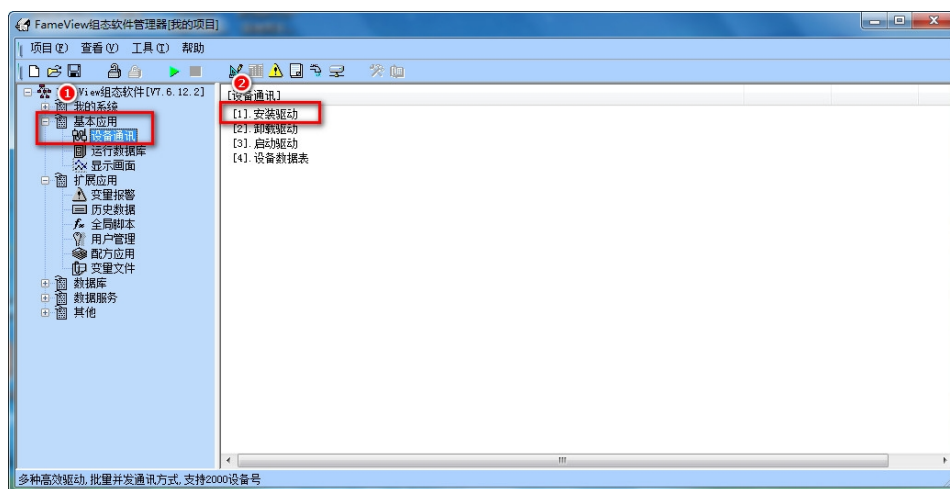 FameView组态软件管理器[我的项目]
项目(P) 查看(V) 工具(T) 帮助
1 View组态软件[V7.6.12.2]
我的系统
基本应用
设备通讯
运行数据库
显示画面
扩展应用
变量报警
历史数据
全局脚本
用户管理
配方应用
变量文件
数据库
数据服务
其他
2
[设备通讯]
[1].安装驱动
[2].卸载驱动
[3].启动驱动
[4].设备数据表
多种高效驱动,批量并发通讯方式,支持2000设备号